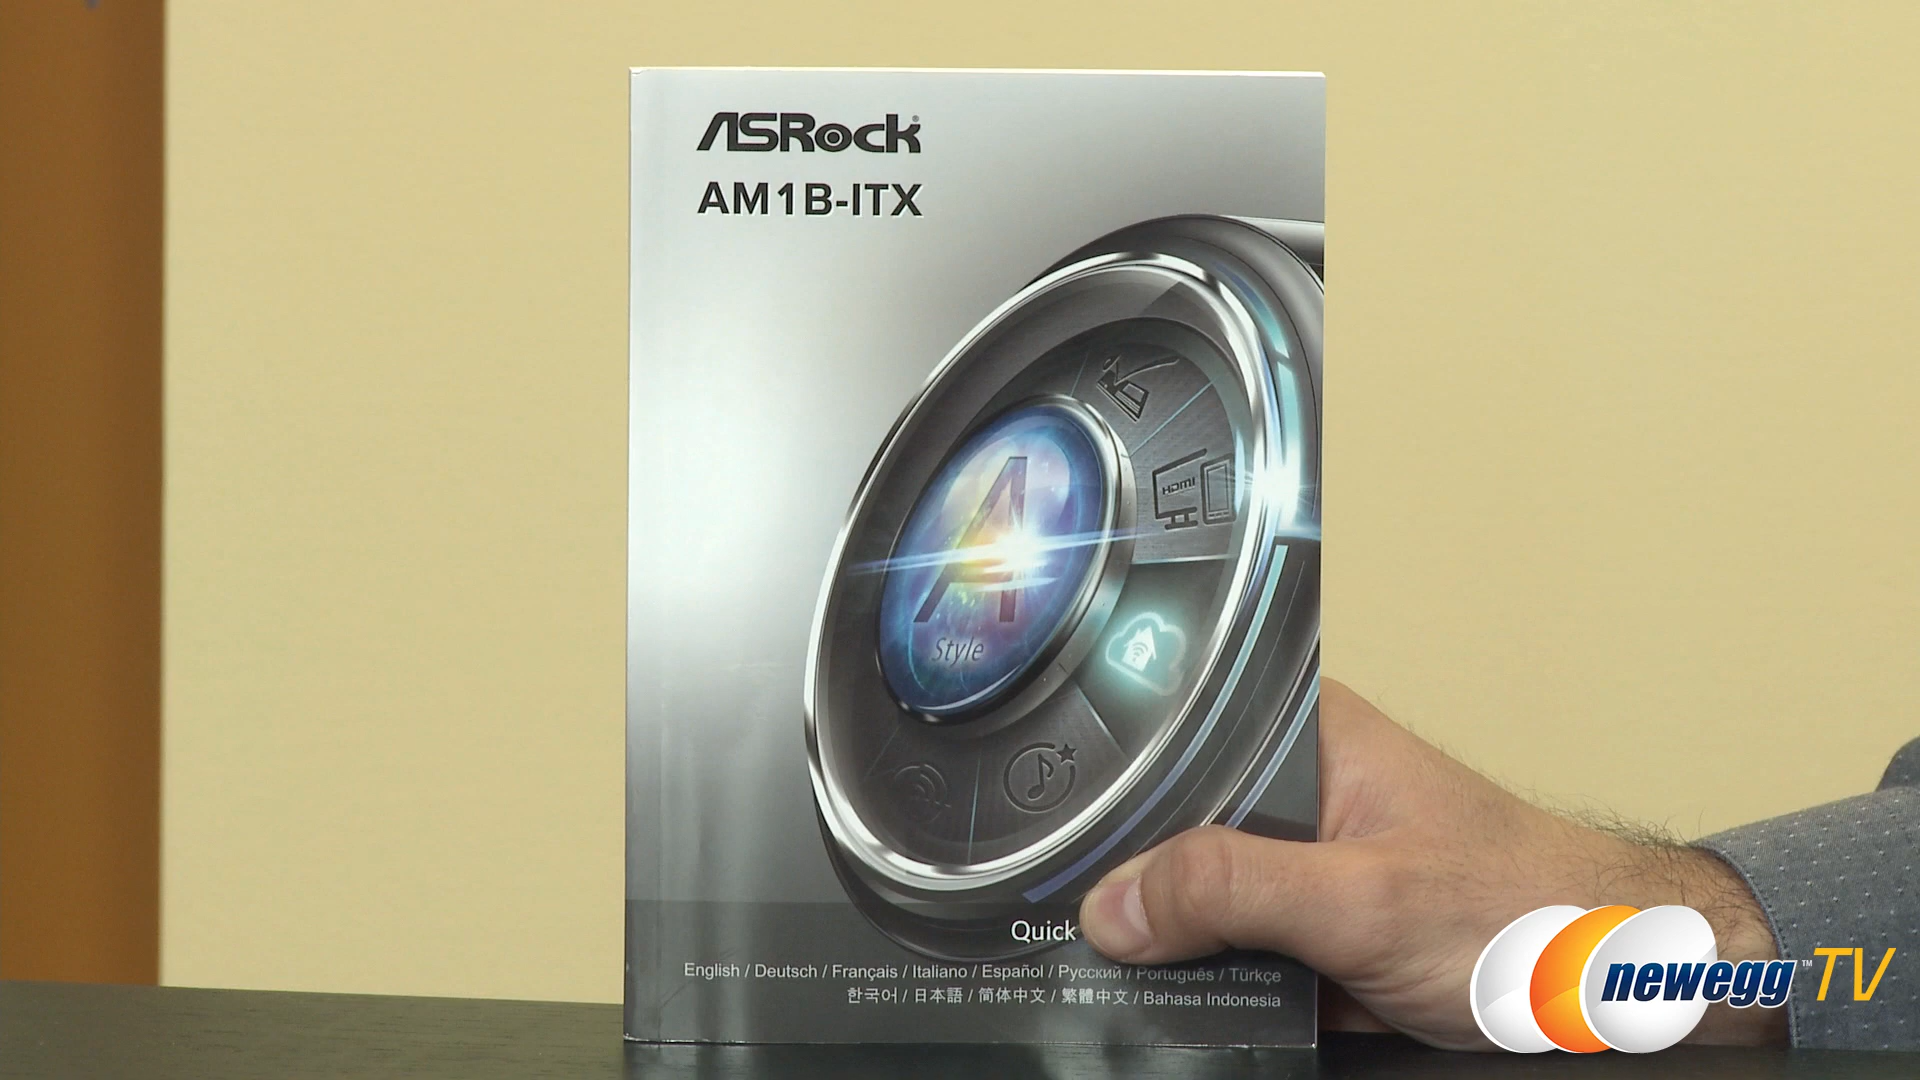 ASRock®
AM1B-ITX
HDMI
A
Style
Quick
English / Deutsch / Français / Italiano / Español / Русский / Português / Türkçe
한국어 / 日本語 / 简体中文 / 繁體中文 / Bahasa Indonesia
newegg™ TV